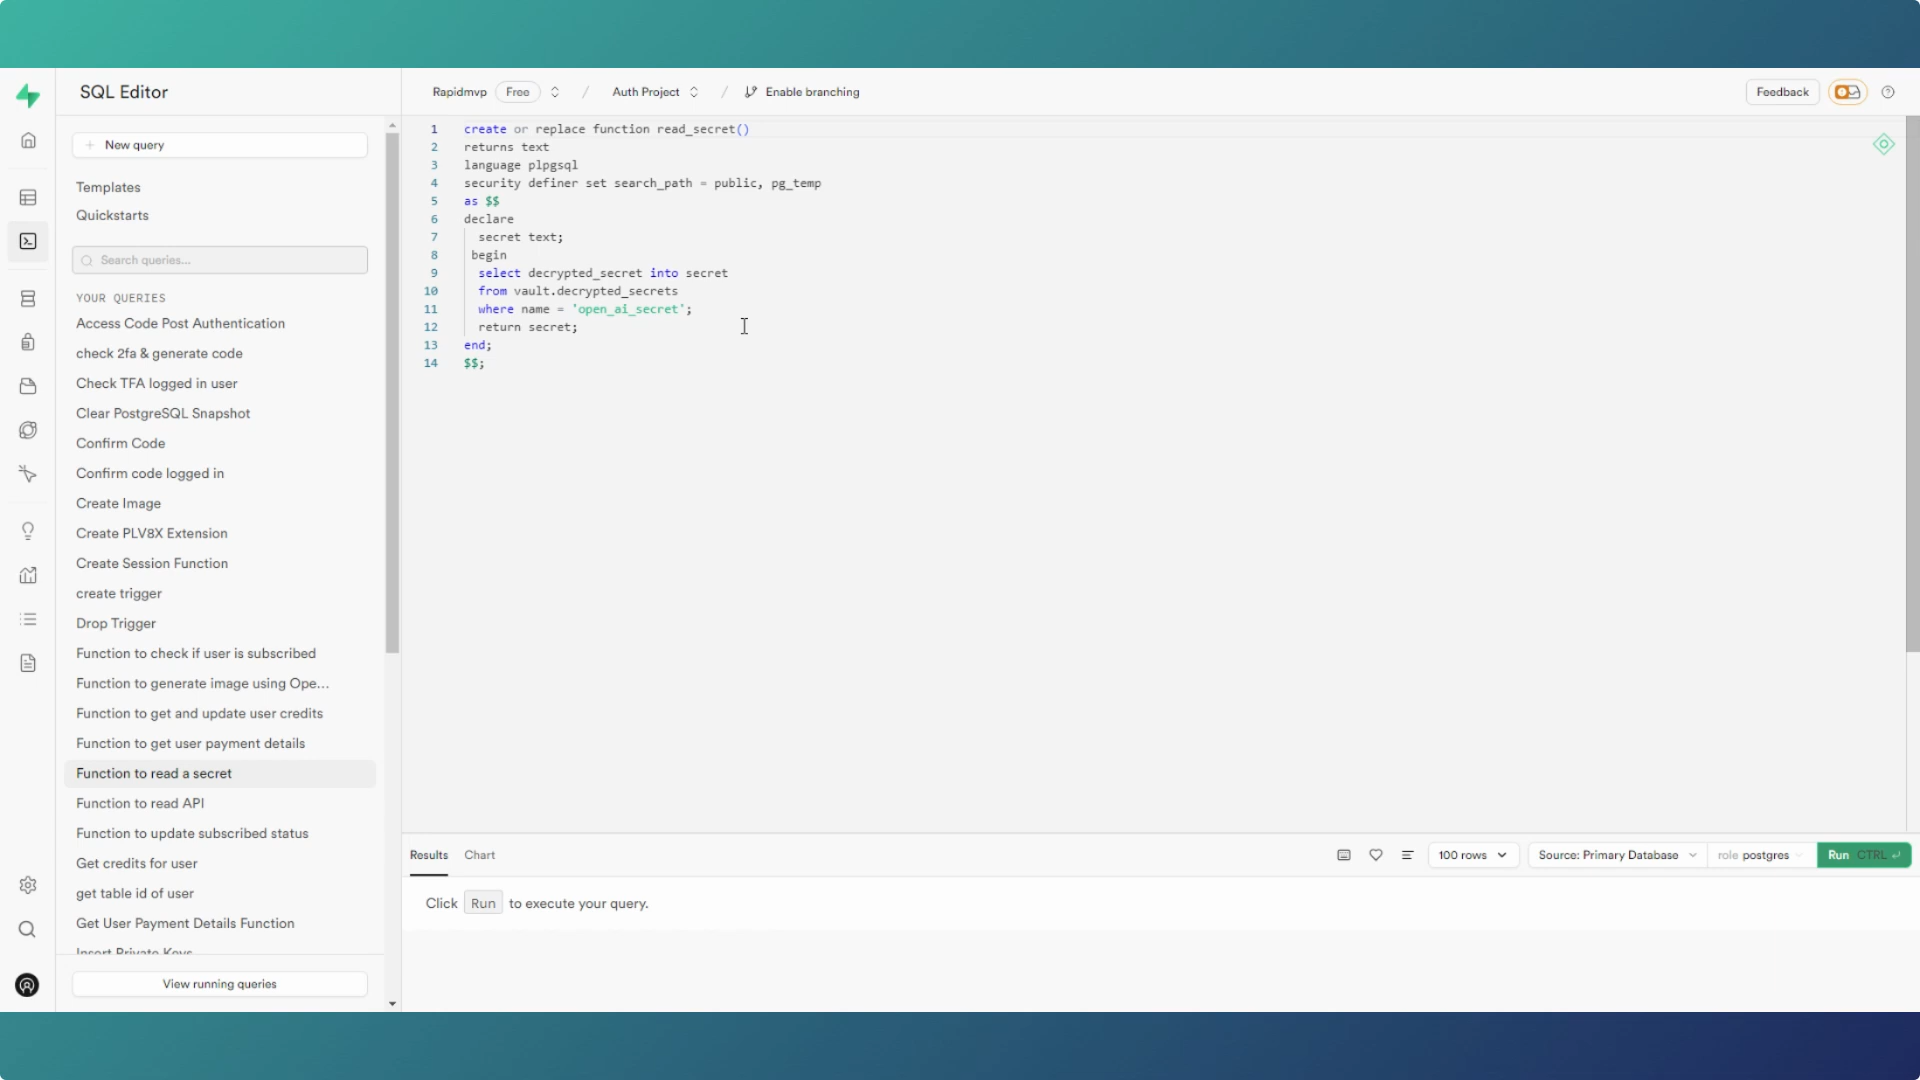 SQL Editor
Rapidmvp Free / Auth Project / Enable branching
Feedback
New query
Templates
Quickstarts
Search queries...
YOUR QUERIES
Access Code Post Authentication
check 2fa & generate code
Check TFA logged in user
Clear PostgreSQL Snapshot
Confirm Code
Confirm code logged in
Create Image
Create PLV8X Extension
Create Session Function
create trigger
Drop Trigger
Function to check if user is subscribed
Function to generate image using Ope...
Function to get and update user credits
Function to get user payment details
Function to read a secret
Function to read API
Function to update subscribed status
Get credits for user
get table id of user
Get User Payment Details Function
Insert Private Keys
View running queries
1 create or replace function read_secret()
2 returns text
3 language plpgsql
4 security definer set search_path = public, pg_temp
5 as $$
6 declare
7 secret text;
8 begin
9 select decrypted_secret into secret
10 from vault.decrypted_secrets
11 where name = 'open_ai_secret';
12 return secret;
13 end;
14 $$;
Results Chart
100 rows Source: Primary Database role postgres Run CTRL
Click Run to execute your query.